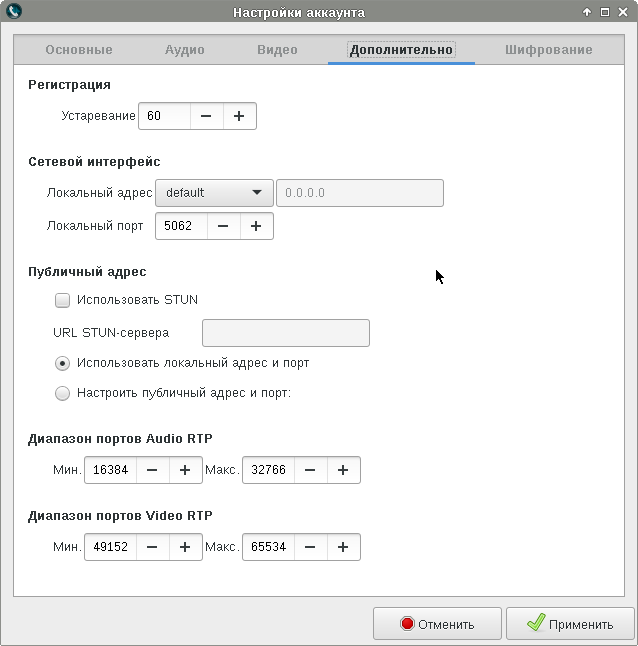 Настройки аккаунта
Основные Аудио Видео Дополнительно Шифрование
Регистрация
Устаревание 60
Сетевой интерфейс
Локальный адрес default 0.0.0.0
Локальный порт 5062
Публичный адрес
Использовать STUN
URL STUN-сервера
Использовать локальный адрес и порт
Настроить публичный адрес и порт:
Диапазон портов Audio RTP
Мин. 16384 Макс. 32766
Диапазон портов Video RTP
Мин. 49152 Макс. 65534
Отменить Применить